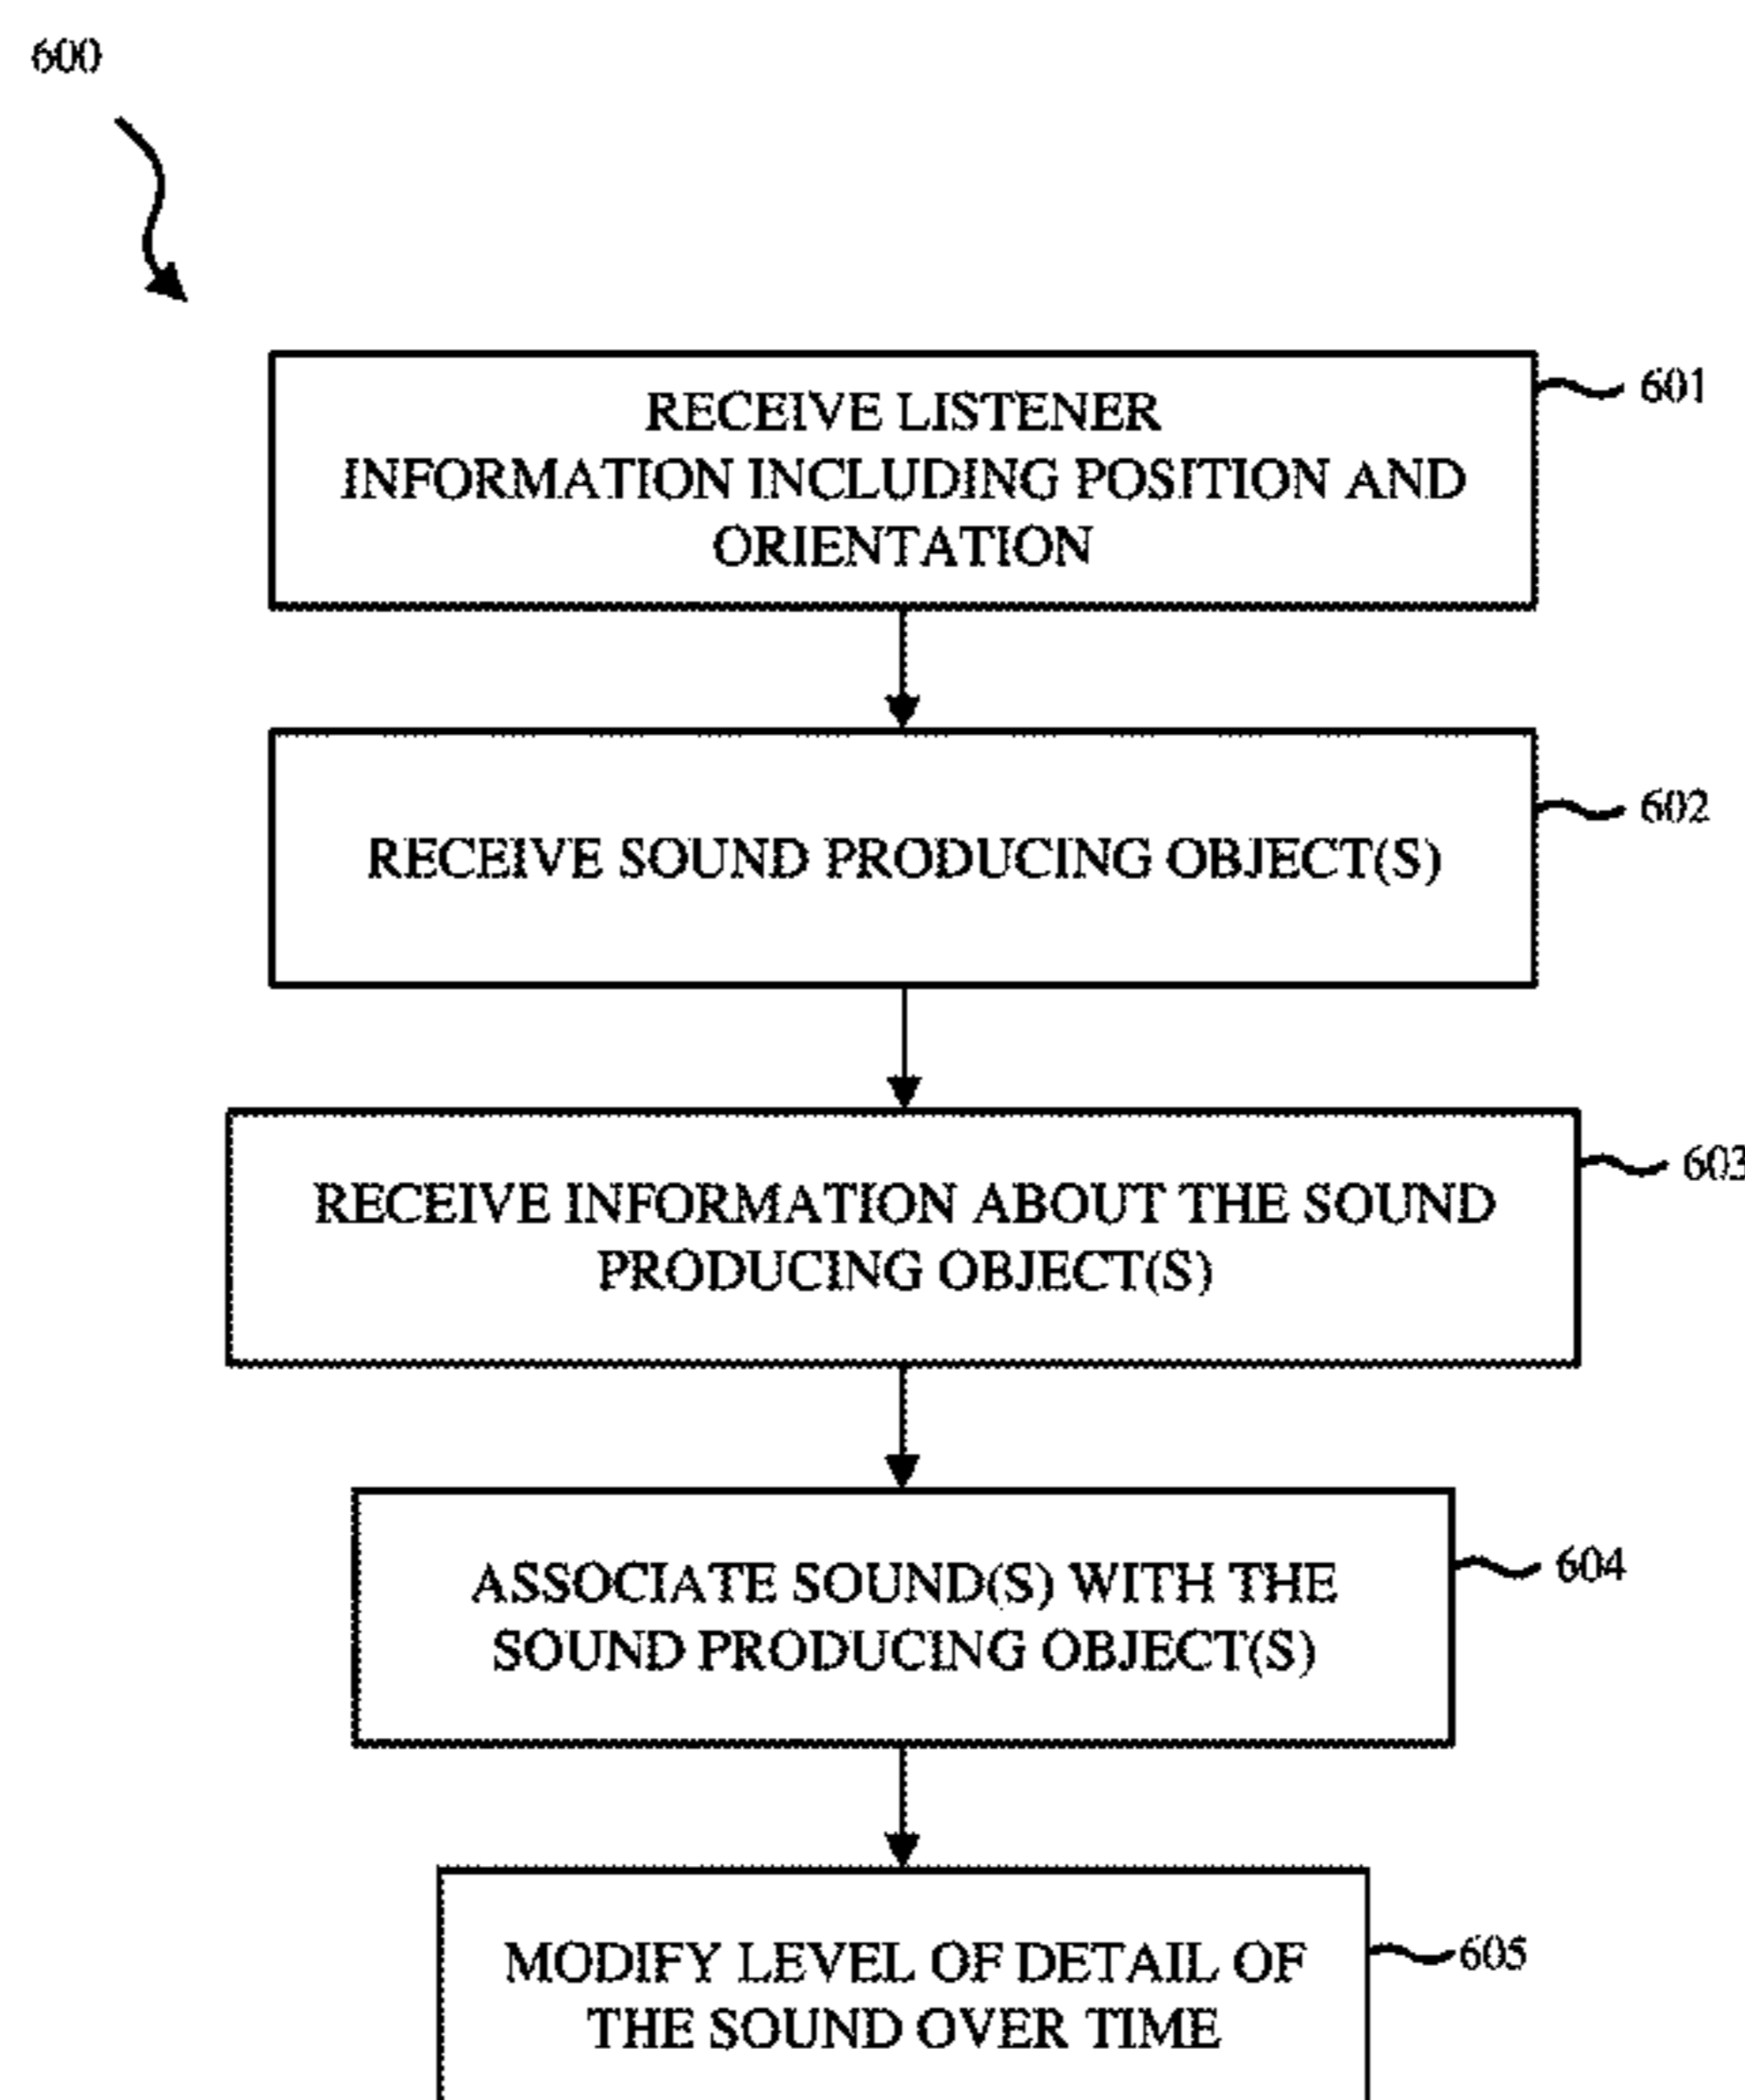 600
RECEIVE LISTENER
INFORMATION INCLUDING POSITION AND
ORIENTATION
601
RECEIVE SOUND PRODUCING OBJECT(S)
602
RECEIVE INFORMATION ABOUT THE SOUND
PRODUCING OBJECT(S)
603
ASSOCIATE SOUND(S) WITH THE
SOUND PRODUCING OBJECT(S)
604
MODIFY LEVEL OF DETAIL OF
THE SOUND OVER TIME
605